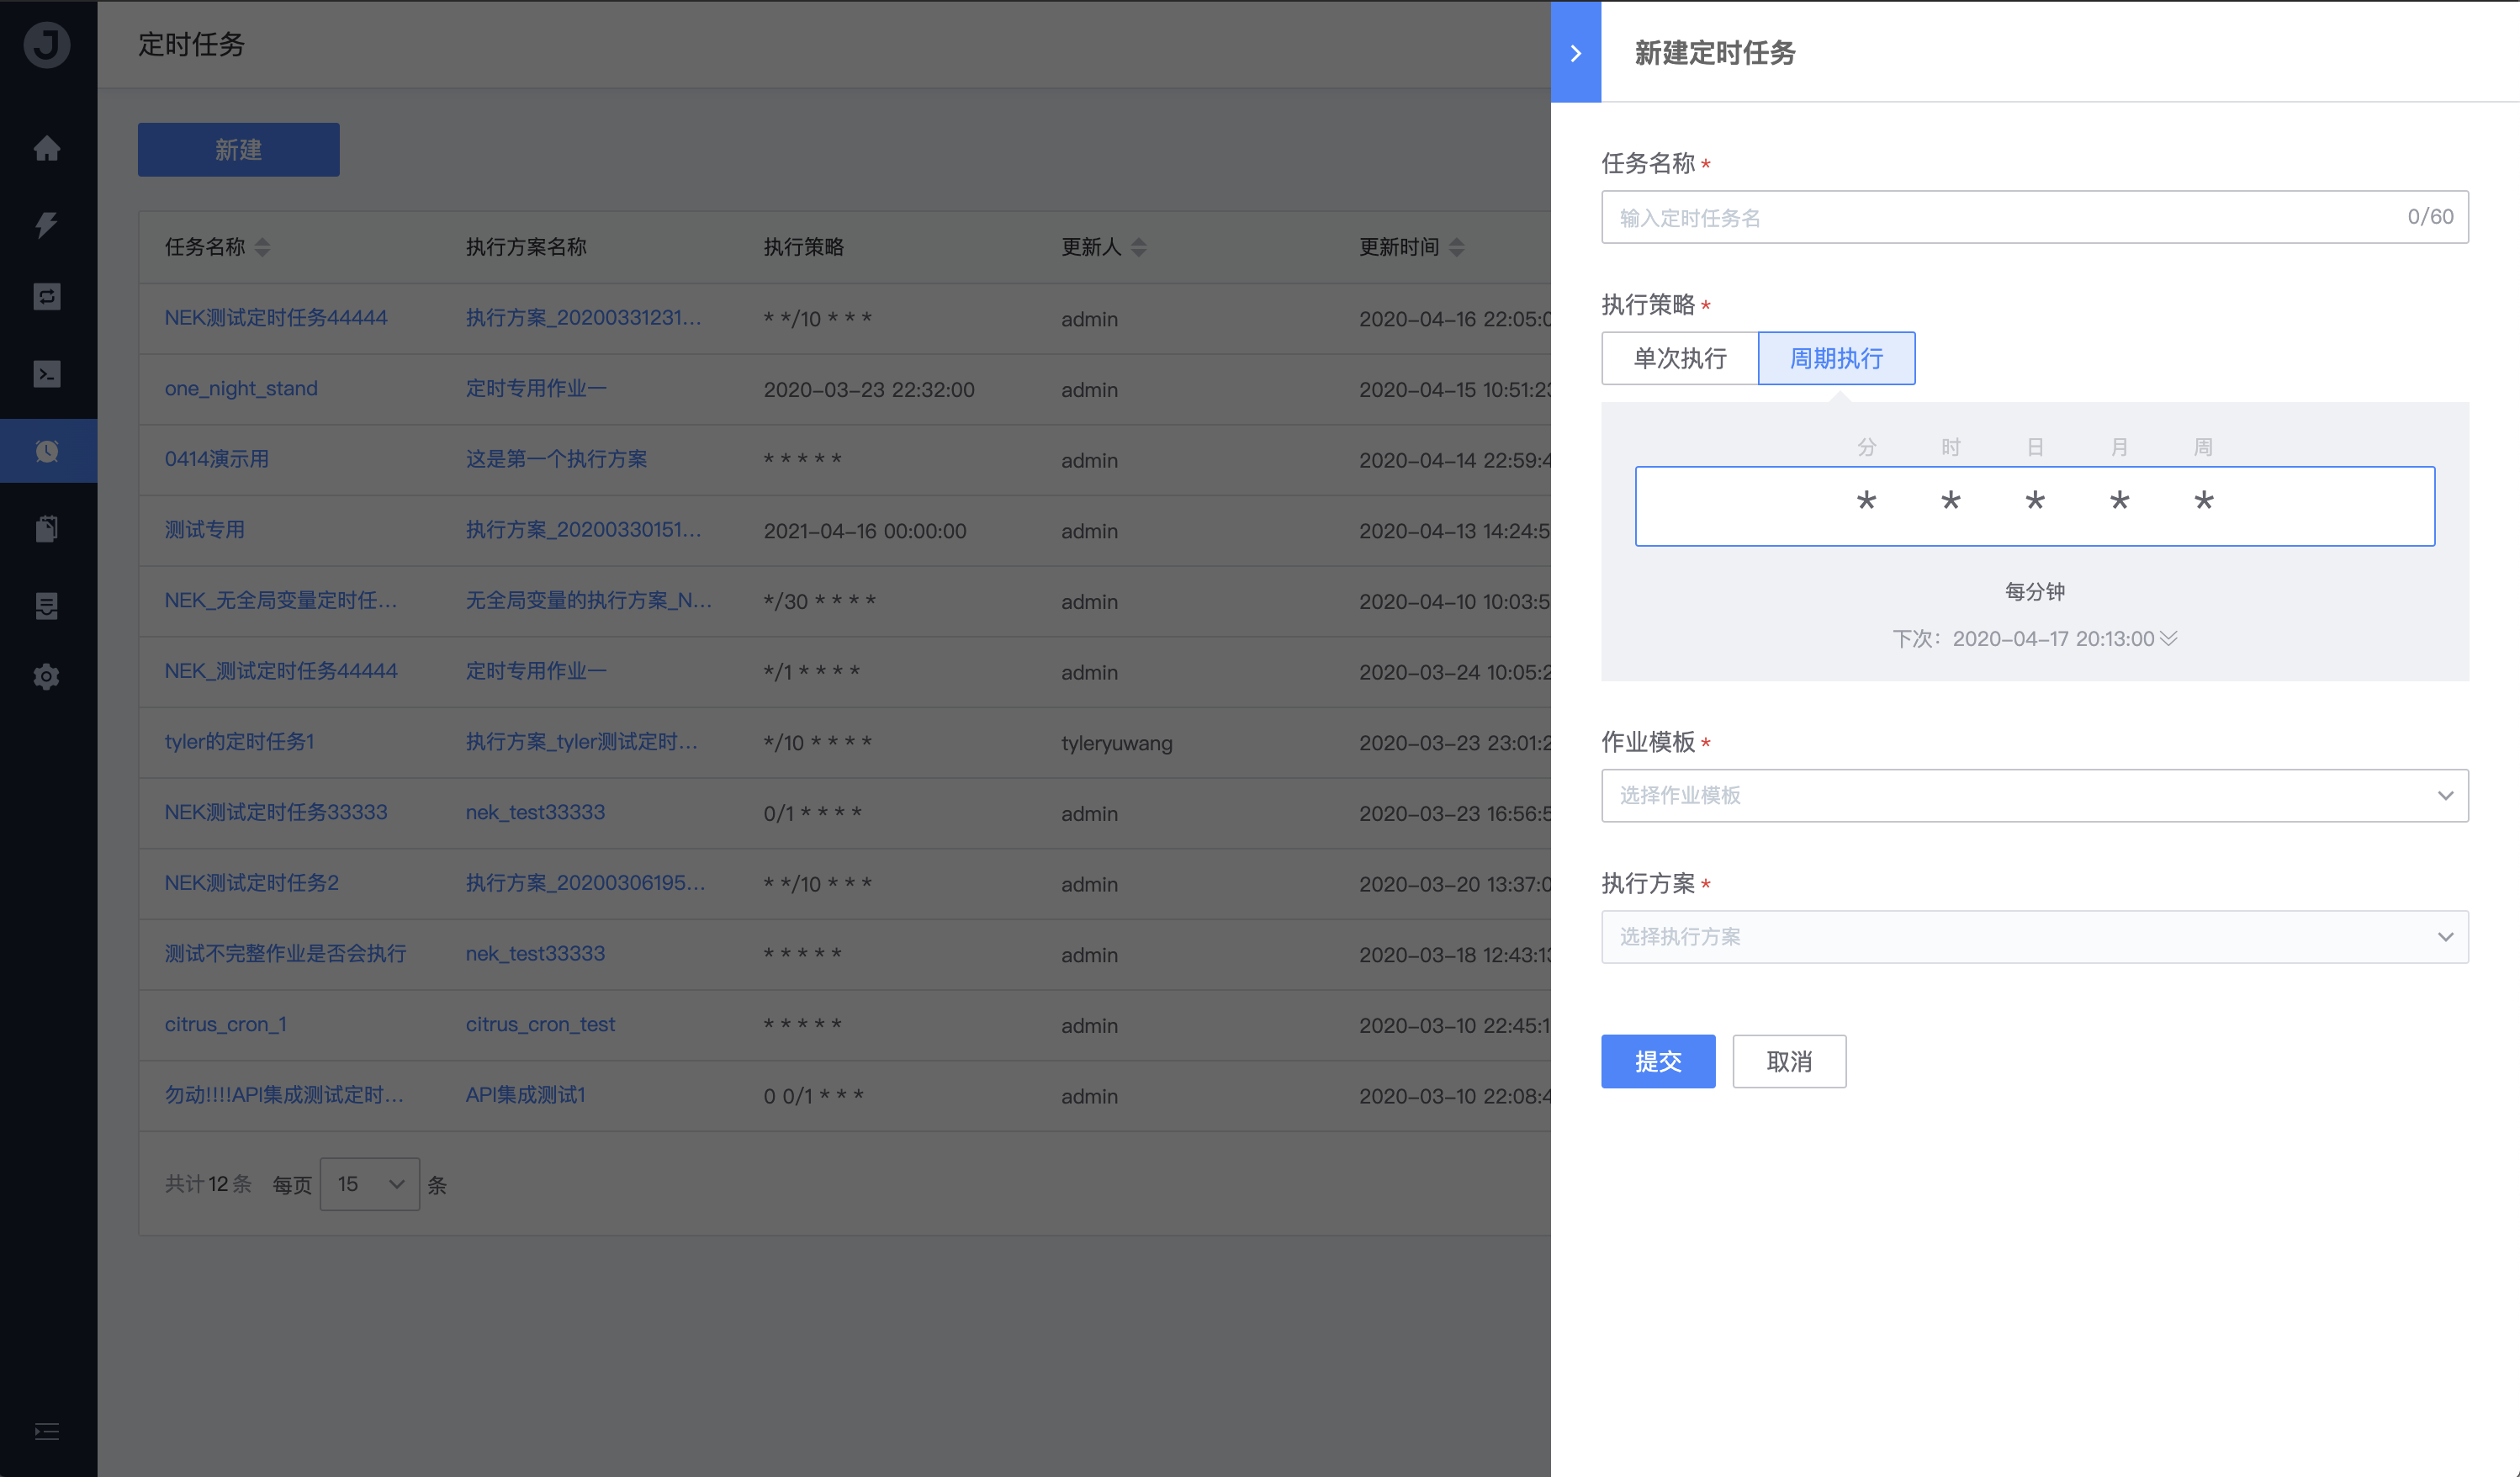 J
定时任务
新建
任务名称 执行方案名称 执行策略 更新人 更新时间
NEK测试定时任务44444 执行方案_20200331231... * */10 * * * admin 2020-04-16 22:05:0
one_night_stand 定时专用作业一 2020-03-23 22:32:00 admin 2020-04-15 10:51:23
0414演示用 这是第一个执行方案 * * * * * admin 2020-04-14 22:59:4
测试专用 执行方案_20200330151... 2021-04-16 00:00:00 admin 2020-04-13 14:24:5
NEK_无全局变量定时任... 无全局变量的执行方案_N... */30 * * * * admin 2020-04-10 10:03:5
NEK_测试定时任务44444 定时专用作业一 */1 * * * * admin 2020-03-24 10:05:2
tyler的定时任务1 执行方案_tyler测试定时... */10 * * * * tyleryuwang 2020-03-23 23:01:2
NEK测试定时任务33333 nek_test33333 0/1 * * * * admin 2020-03-23 16:56:5
NEK测试定时任务2 执行方案_20200306195... * */10 * * * admin 2020-03-20 13:37:0
测试不完整作业是否会执行 nek_test33333 * * * * * admin 2020-03-18 12:43:13
citrus_cron_1 citrus_cron_test * * * * * admin 2020-03-10 22:45:1
勿动!!!!API集成测试定时... API集成测试1 0 0/1 * * * admin 2020-03-10 22:08:4
共计12条 每页 15 条
新建定时任务
任务名称 *
输入定时任务名 0/60
执行策略 *
单次执行 周期执行
分 时 日 月 周
* * * * *
每分钟
下次： 2020-04-17 20:13:00
作业模板 *
选择作业模板
执行方案 *
选择执行方案
提交 取消